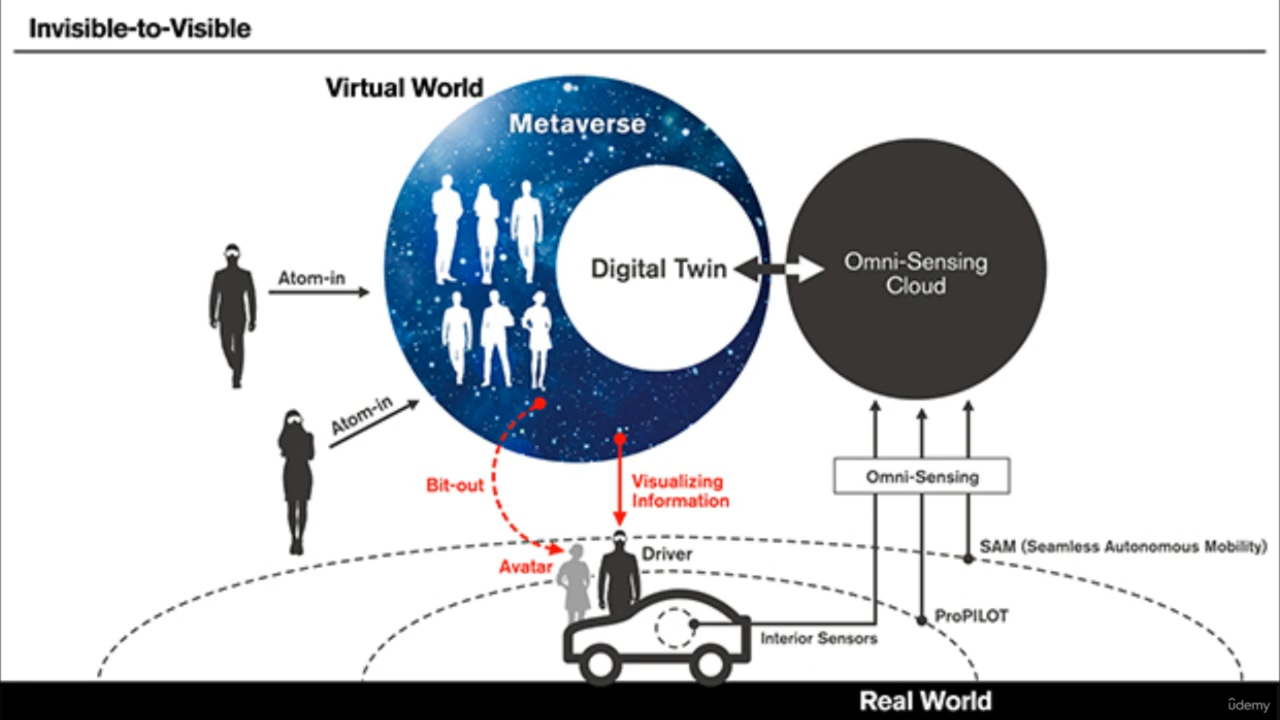 Invisible-to-Visible
Virtual World
Metaverse
Digital Twin
Omni-Sensing
Cloud
Atom-in
Atom-in
Bit-out
Visualizing
Information
Omni-Sensing
Avatar
Driver
SAM (Seamless Autonomous Mobility)
ProPILOT
Interior Sensors
Real World
ûdemy